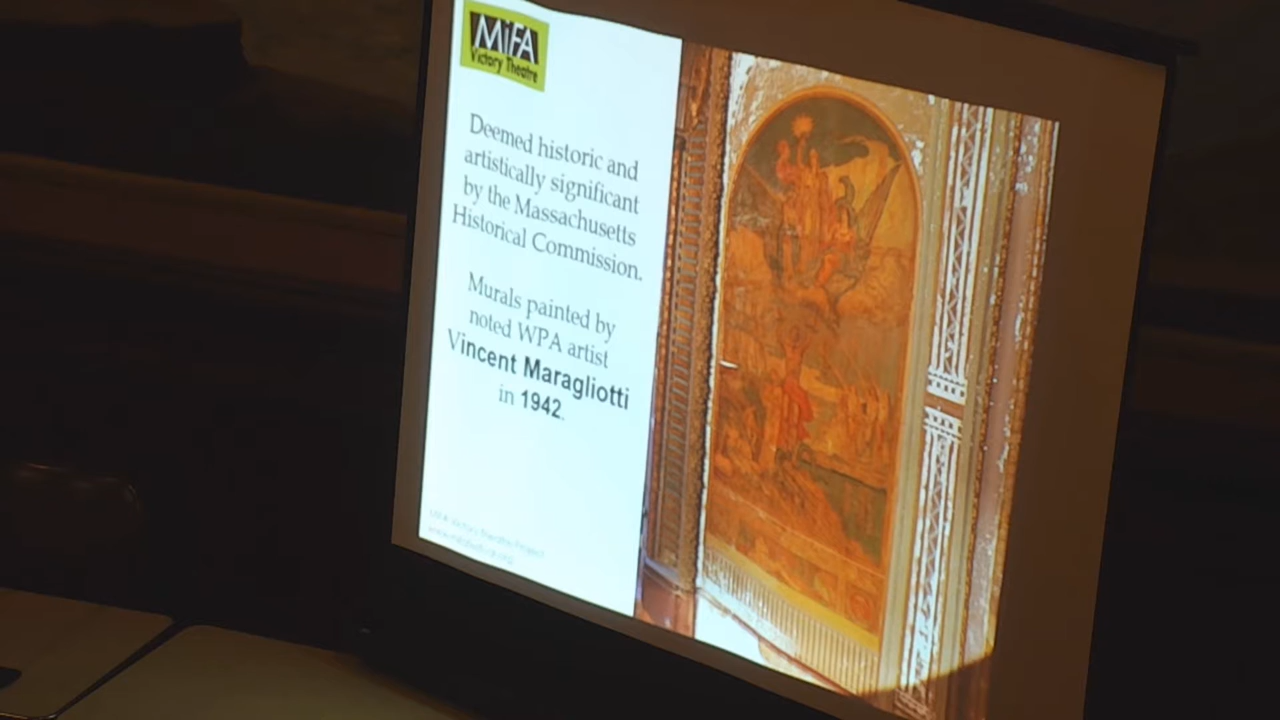 MiFA
Victory Theatre
Deemed historic and
artistically significant
by the Massachusetts
Historical Commission.
Murals painted by
noted WPA artist
Vincent Maragliotti
in 1942.